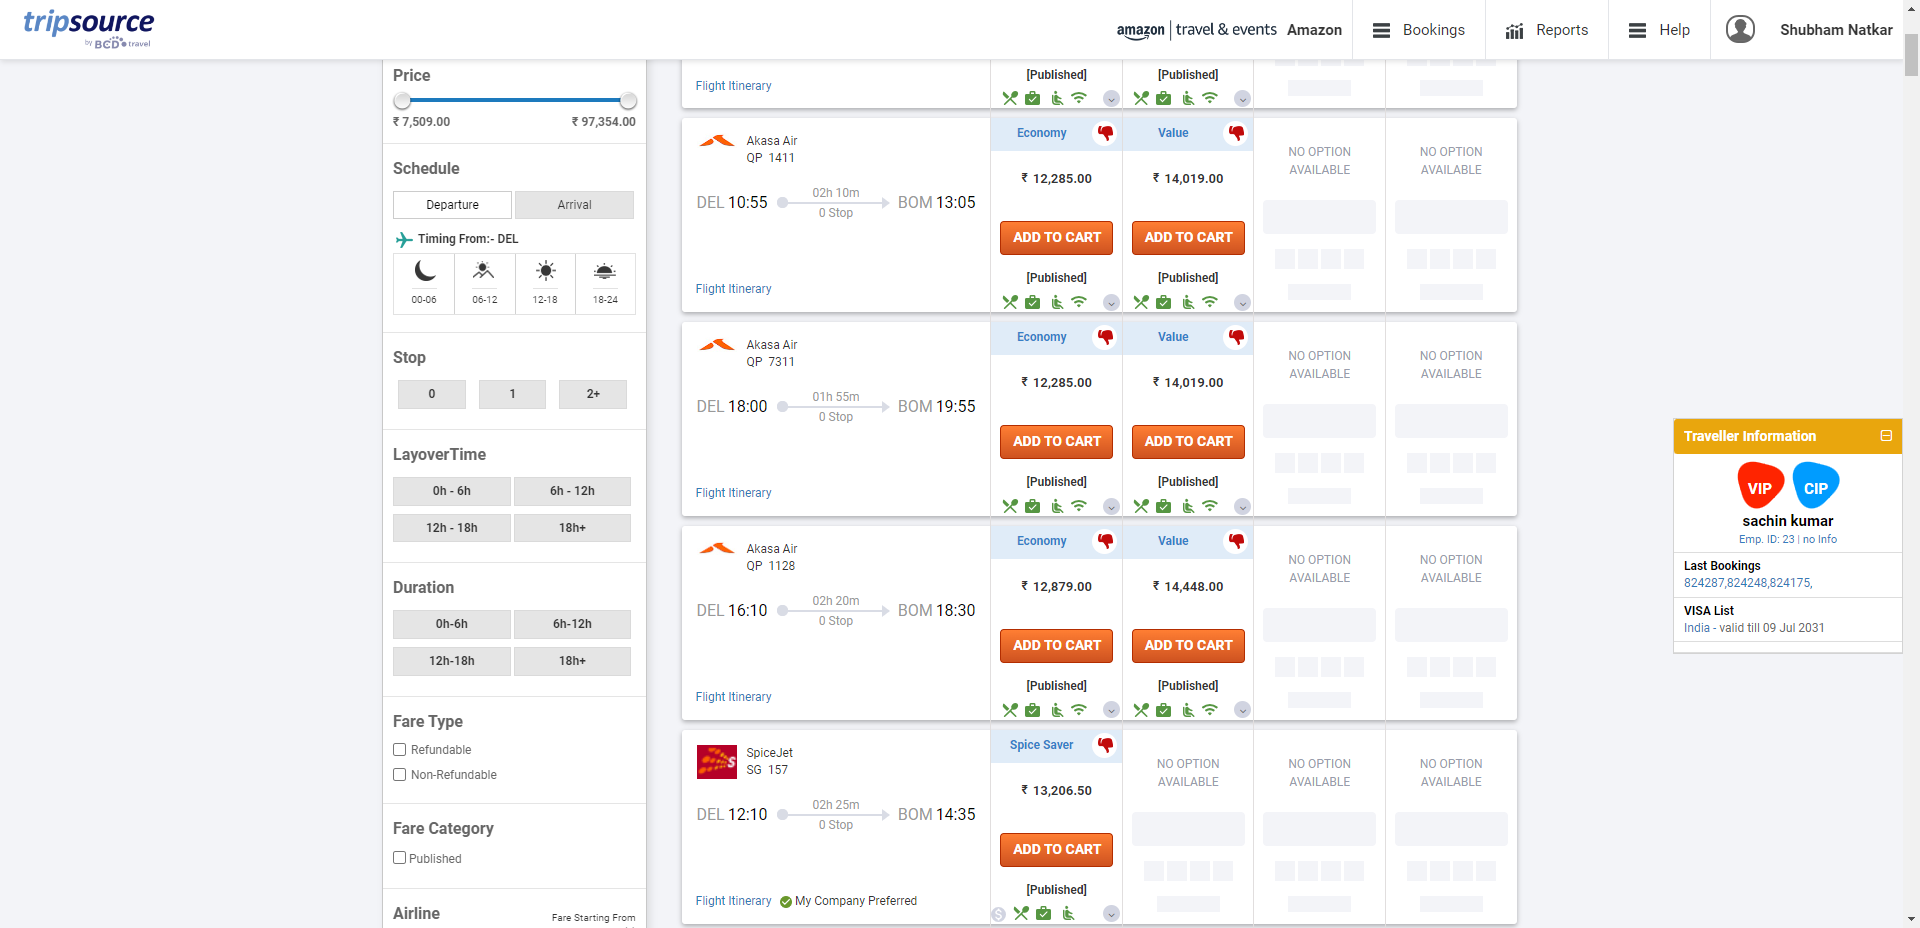 tripsource
by BCD travel
amazon | travel & events Amazon
Bookings
Reports
Help
Shubham Natkar
Price
₹ 7,509.00 ₹ 97,354.00
Schedule
Departure Arrival
Timing From:- DEL
00-06 06-12 12-18 18-24
Stop
0 1 2+
LayoverTime
0h - 6h 6h - 12h
12h - 18h 18h+
Duration
0h-6h 6h-12h
12h-18h 18h+
Fare Type
Refundable
Non-Refundable
Fare Category
Published
Airline Fare Starting From
[Published] [Published]
Flight Itinerary
Akasa Air
QP 1411
DEL 10:55 02h 10m 0 Stop BOM 13:05
Flight Itinerary
Economy
₹ 12,285.00
ADD TO CART
[Published]
Value
₹ 14,019.00
ADD TO CART
[Published]
NO OPTION
AVAILABLE
NO OPTION
AVAILABLE
Akasa Air
QP 7311
DEL 18:00 01h 55m 0 Stop BOM 19:55
Flight Itinerary
Economy
₹ 12,285.00
ADD TO CART
[Published]
Value
₹ 14,019.00
ADD TO CART
[Published]
NO OPTION
AVAILABLE
NO OPTION
AVAILABLE
Akasa Air
QP 1128
DEL 16:10 02h 20m 0 Stop BOM 18:30
Flight Itinerary
Economy
₹ 12,879.00
ADD TO CART
[Published]
Value
₹ 14,448.00
ADD TO CART
[Published]
NO OPTION
AVAILABLE
NO OPTION
AVAILABLE
SpiceJet
SG 157
DEL 12:10 02h 25m 0 Stop BOM 14:35
Flight Itinerary My Company Preferred
Spice Saver
₹ 13,206.50
ADD TO CART
[Published]
NO OPTION
AVAILABLE
NO OPTION
AVAILABLE
NO OPTION
AVAILABLE
Traveller Information
VIP CIP
sachin kumar
Emp. ID: 23 | no Info
Last Bookings
824287,824248,824175,
VISA List
India - valid till 09 Jul 2031